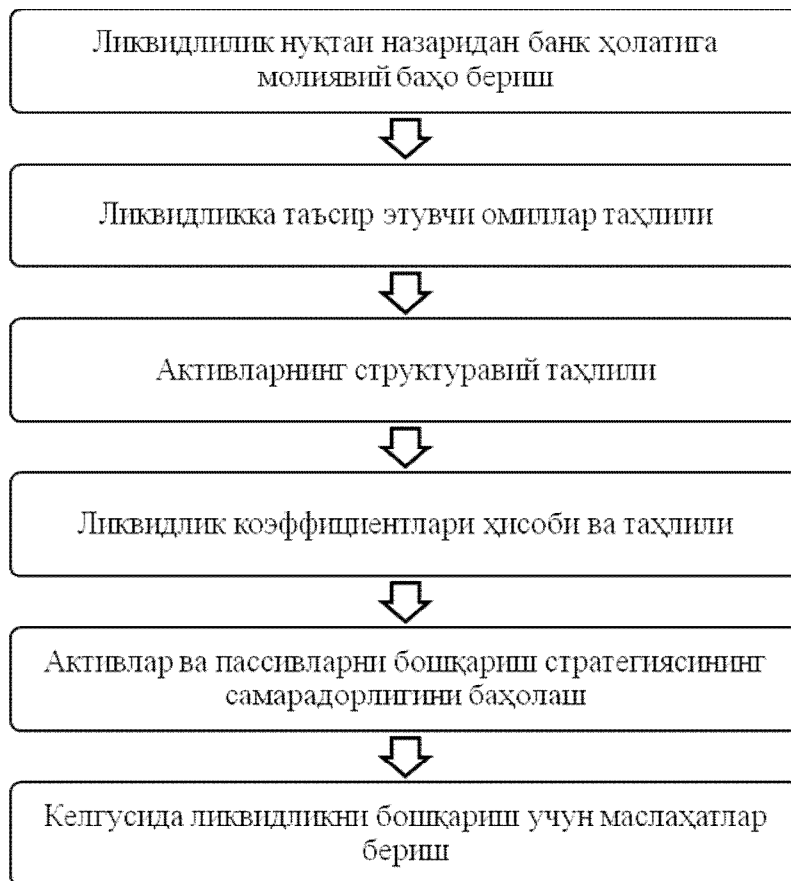 Ликвидлилик нуқтаи назаридан банк ҳолатига
молиявий баҳо бериш
Ликвидликка таъсир этувчи омиллар таҳлили
Активларнинг структуравий таҳлили
Ликвидлик коэффициентлари ҳисоби ва таҳлили
Активлар ва пассивларни бошқариш стратегиясининг
самарадорлигини баҳолаш
Келгусида ликвидликни бошқариш учун маслаҳатлар
бериш